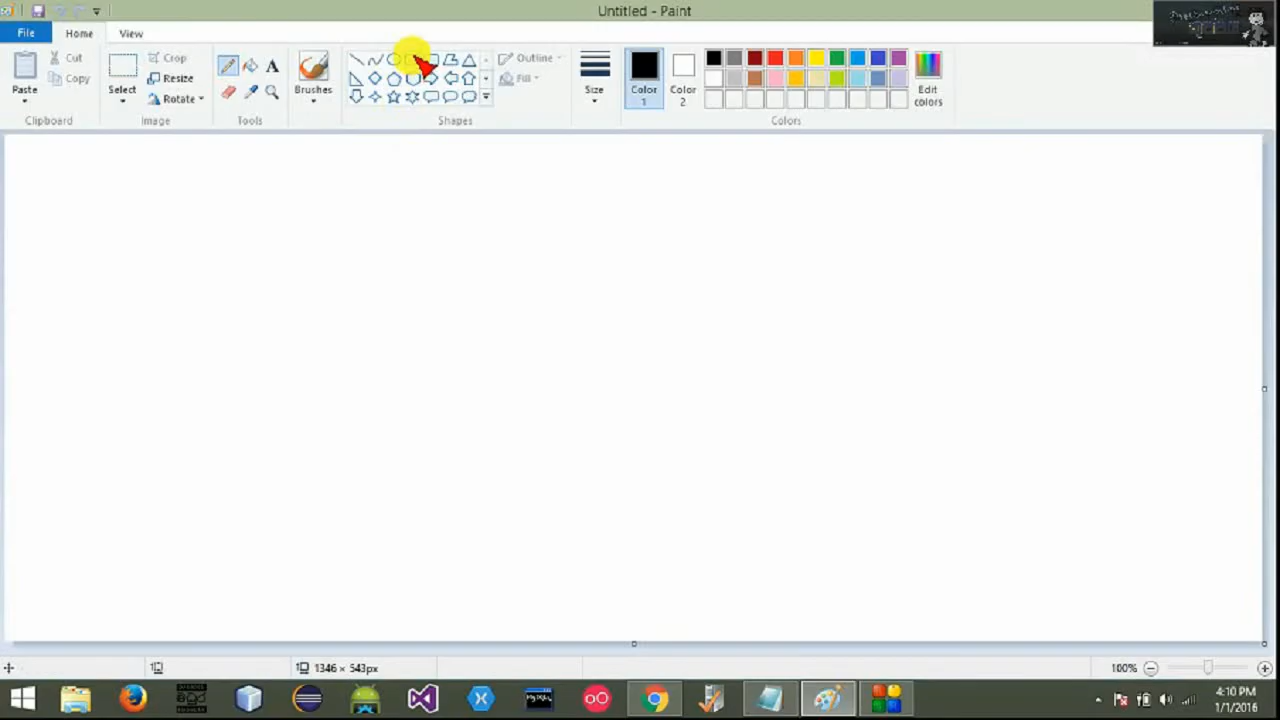 Untitled - Paint
File Home View
Paste
Cut
Copy
Clipboard
Select
Crop
Resize
Rotate
Image
A
Tools
Brushes
Shapes
Outline
Fill
Size
Color 1
Color 2
Edit colors
Colors
1346 × 543px
100%
4:10 PM
1/1/2016